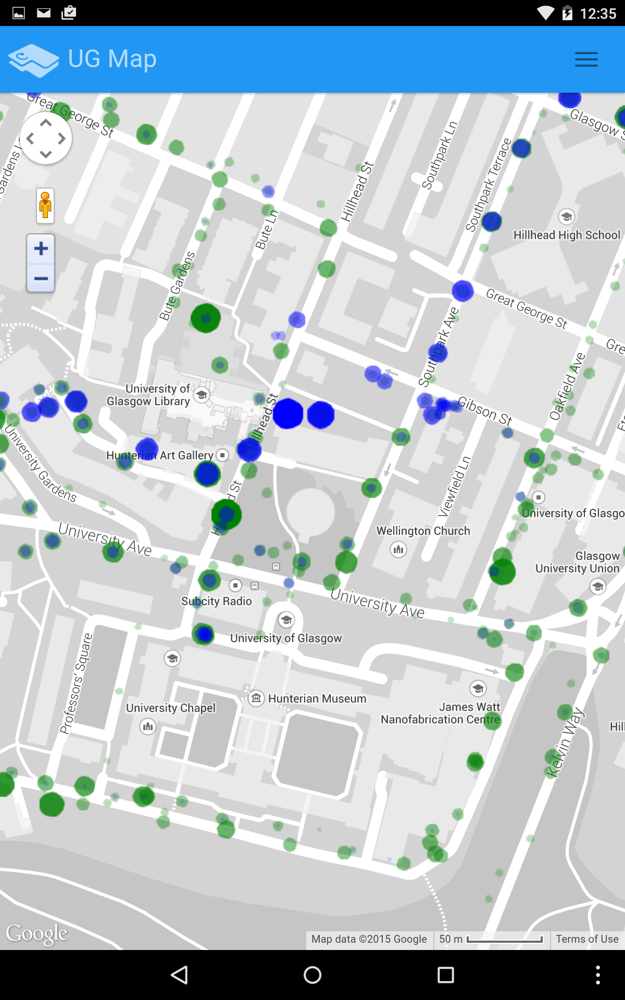 12:35
UG Map
Great George St
Glasgow S
Gardens
Southpark Ln
Hillhead St
Southpark Terrace
Hillhead High School
Bute Ln
Bute Gardens
Great George St
Gre
Southpark Ave
Oakfield Ave
University of
Glasgow Library
Hillhead St
Gibson St
Hunterian Art Gallery
University Gardens
Viewfield Ln
University of Glasgo
University Ave
Wellington Church
Glasgow
University Union
Subcity Radio
University Ave
University of Glasgow
Professors' Square
Hunterian Museum
University Chapel
James Watt
Nanofabrication Centre
Hill
Kelvin Way
Google
Map data ©2015 Google
50 m
Terms of Use